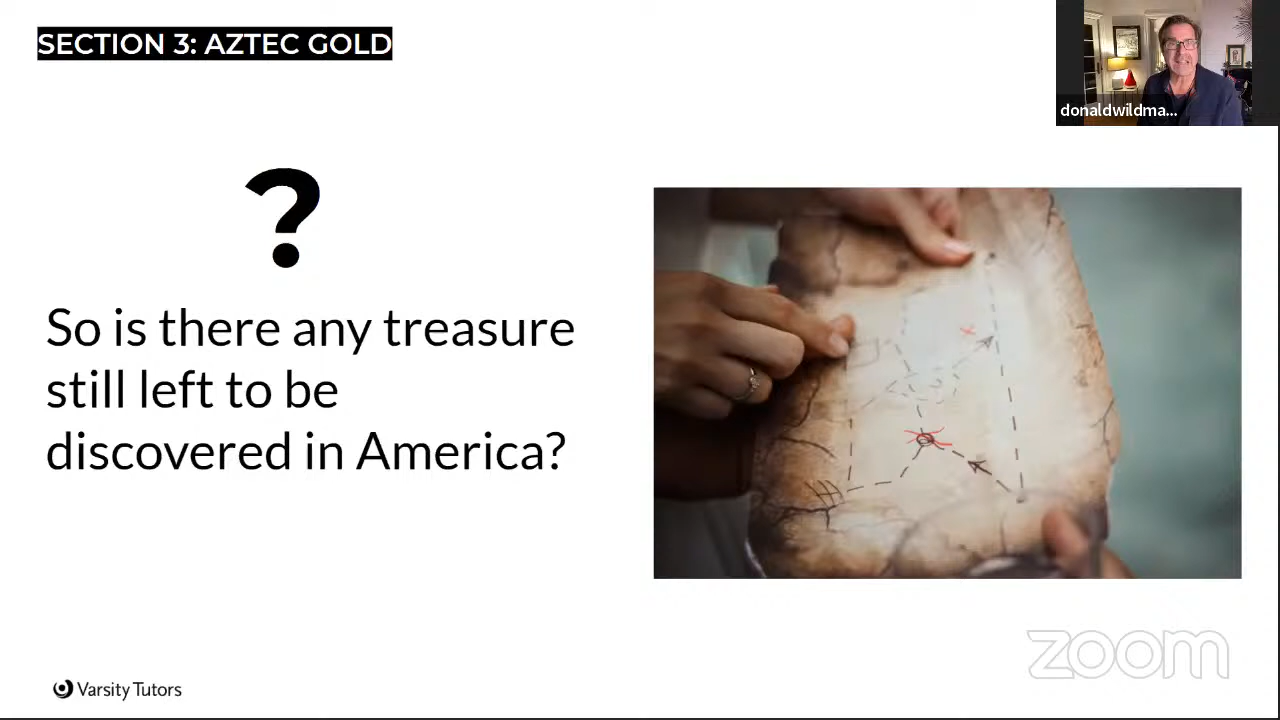 SECTION 3: AZTEC GOLD
donaldwildma...
?
So is there any treasure
still left to be
discovered in America?
zoom
Varsity Tutors